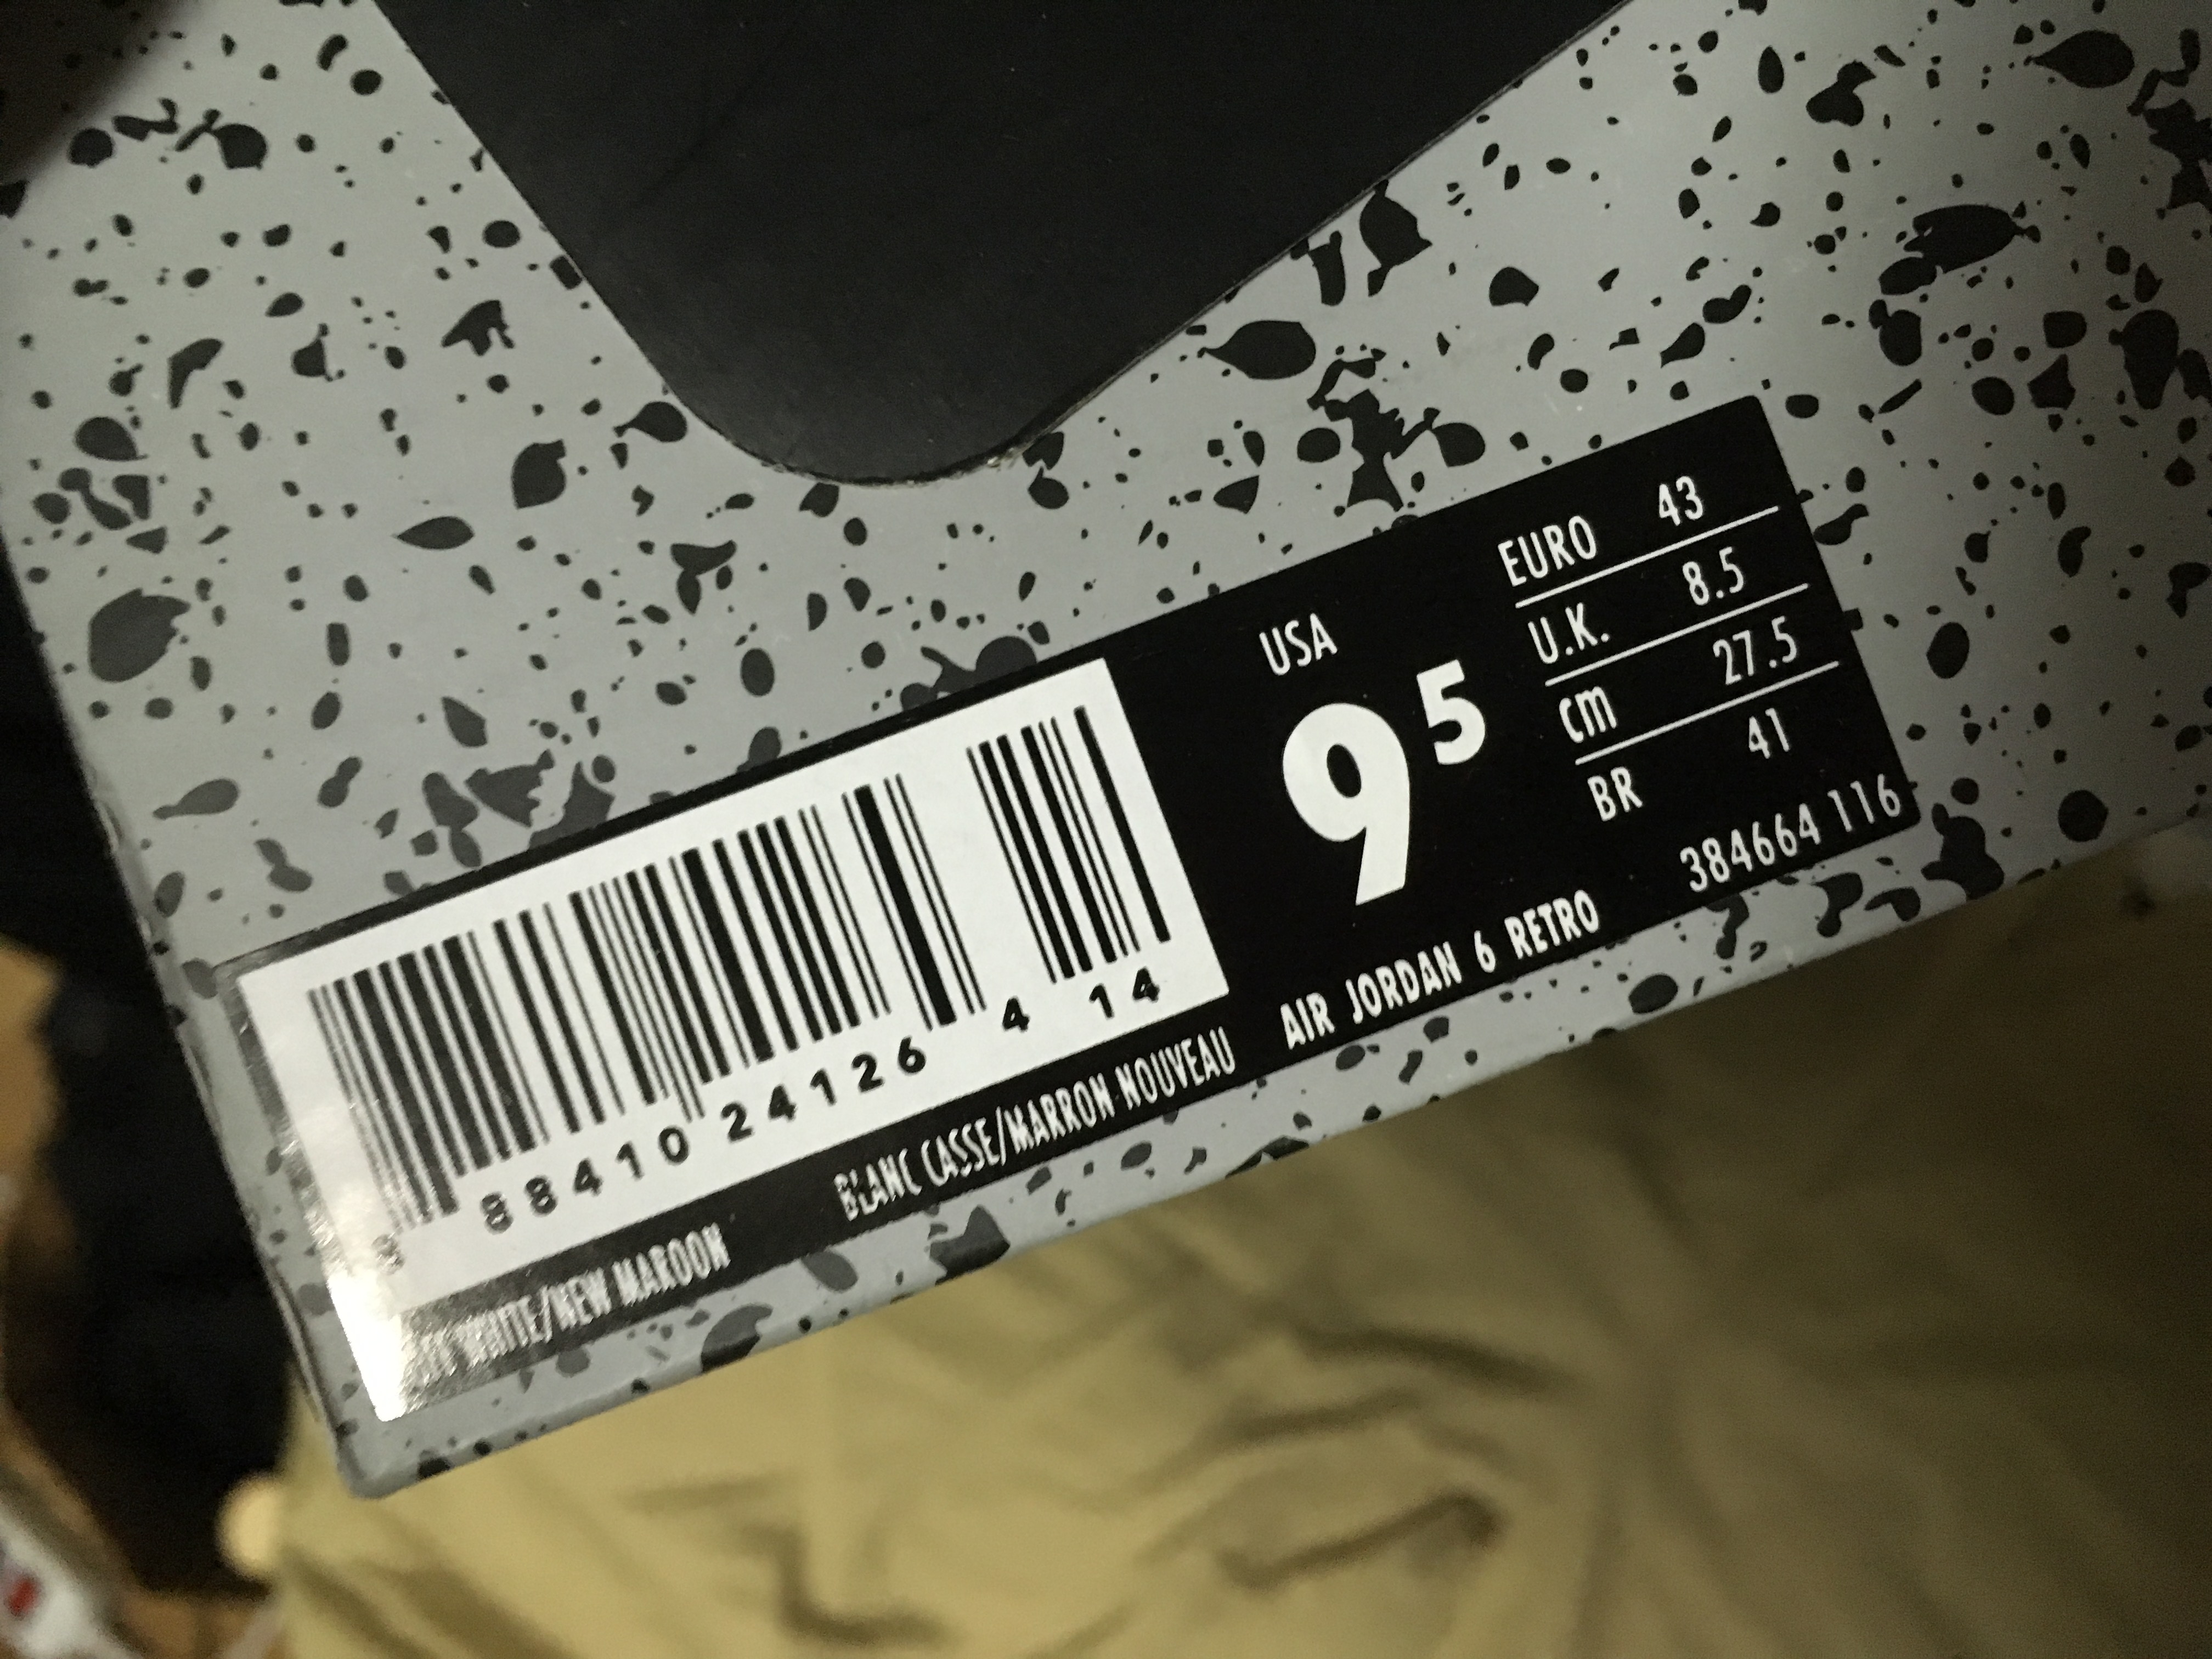 USA
9 5
EURO 43
U.K. 8.5
cm 27.5
BR 41
88410 24126 4 14
WHITE/NEW MAROON BLANC CASSE/MARRON NOUVEAU AIR JORDAN 6 RETRO 384664 116